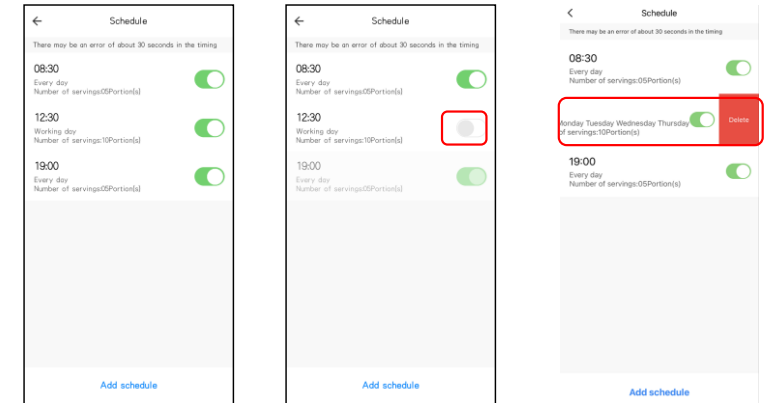 Schedule
There may be an error of about 30 seconds in the timing
08:30
Every day
Number of servings:05Portion(s)
12:30
Working day
Number of servings:10Portion(s)
19:00
Every day
Number of servings:05Portion(s)
Add schedule
Schedule
There may be an error of about 30 seconds in the timing
08:30
Every day
Number of servings:05Portion(s)
12:30
Working day
Number of servings:10Portion(s)
19:00
Every day
Number of servings:05Portion(s)
Add schedule
Schedule
There may be an error of about 30 seconds in the timing
08:30
Every day
Number of servings:05Portion(s)
Monday Tuesday Wednesday Thursday
of servings:10Portion(s)
Delete
19:00
Every day
Number of servings:05Portion(s)
Add schedule